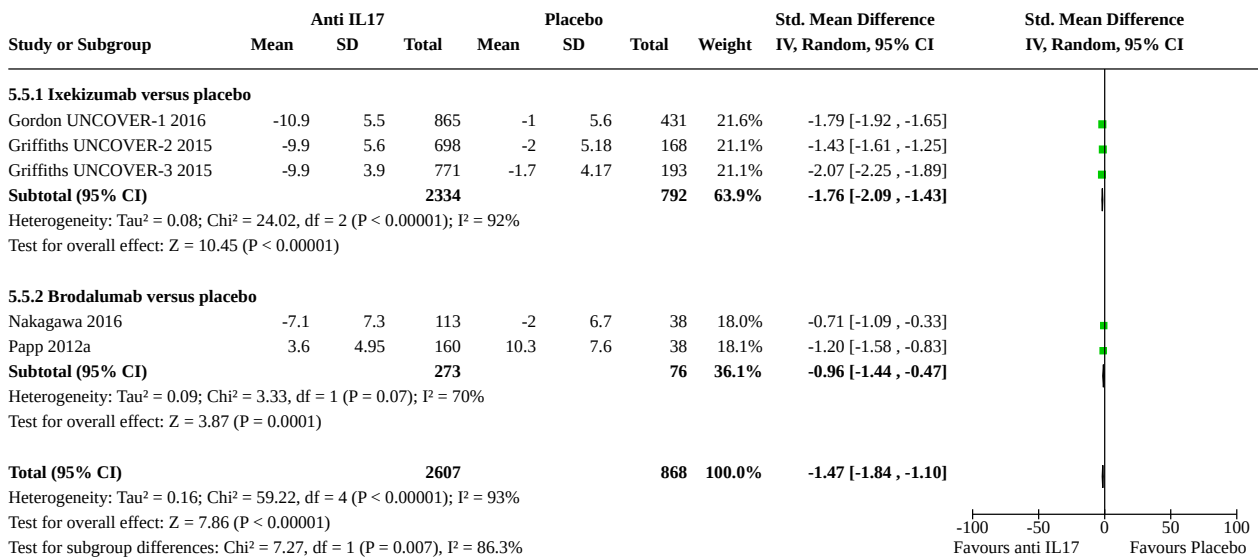 Anti IL17 Placebo Std. Mean Difference Std. Mean Difference
Study or Subgroup Mean SD Total Mean SD Total Weight IV, Random, 95% CI IV, Random, 95% CI
5.5.1 Ixekizumab versus placebo
Gordon UNCOVER-1 2016 -10.9 5.5 865 -1 5.6 431 21.6% -1.79 [-1.92 , -1.65]
Griffiths UNCOVER-2 2015 -9.9 5.6 698 -2 5.18 168 21.1% -1.43 [-1.61 , -1.25]
Griffiths UNCOVER-3 2015 -9.9 3.9 771 -1.7 4.17 193 21.1% -2.07 [-2.25 , -1.89]
Subtotal (95% CI) 2334 792 63.9% -1.76 [-2.09 , -1.43]
Heterogeneity: Tau² = 0.08; Chi² = 24.02, df = 2 (P < 0.00001); I² = 92%
Test for overall effect: Z = 10.45 (P < 0.00001)
5.5.2 Brodalumab versus placebo
Nakagawa 2016 -7.1 7.3 113 -2 6.7 38 18.0% -0.71 [-1.09 , -0.33]
Papp 2012a 3.6 4.95 160 10.3 7.6 38 18.1% -1.20 [-1.58 , -0.83]
Subtotal (95% CI) 273 76 36.1% -0.96 [-1.44 , -0.47]
Heterogeneity: Tau² = 0.09; Chi² = 3.33, df = 1 (P = 0.07); I² = 70%
Test for overall effect: Z = 3.87 (P = 0.0001)
Total (95% CI) 2607 868 100.0% -1.47 [-1.84 , -1.10]
Heterogeneity: Tau² = 0.16; Chi² = 59.22, df = 4 (P < 0.00001); I² = 93%
Test for overall effect: Z = 7.86 (P < 0.00001)
-100 -50 0 50 100
Test for subgroup differences: Chi² = 7.27, df = 1 (P = 0.007), I² = 86.3%
Favours anti IL17 Favours Placebo